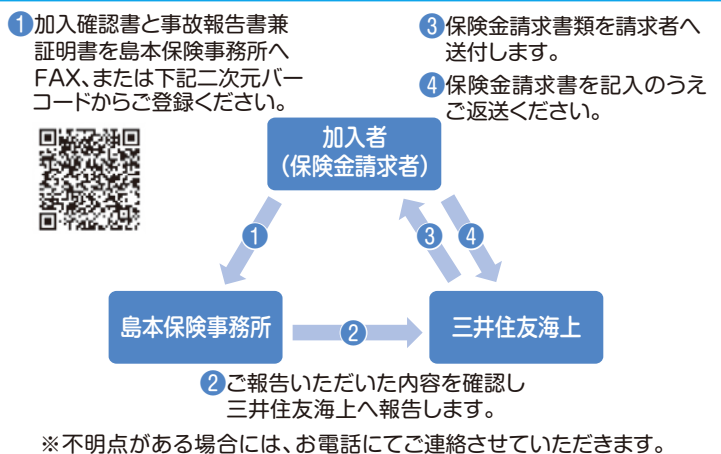 ①加入確認書と事故報告書兼
証明書を島本保険事務所へ
FAX、または下記二次元バー
コードからご登録ください。
③保険金請求書類を請求者へ
送付します。
④保険金請求書を記入のうえ
ご返送ください。
加入者
（保険金請求者）
①
③
④
島本保険事務所
②
三井住友海上
②ご報告いただいた内容を確認し
三井住友海上へ報告します。
※不明点がある場合には、お電話にてご連絡させていただきます。